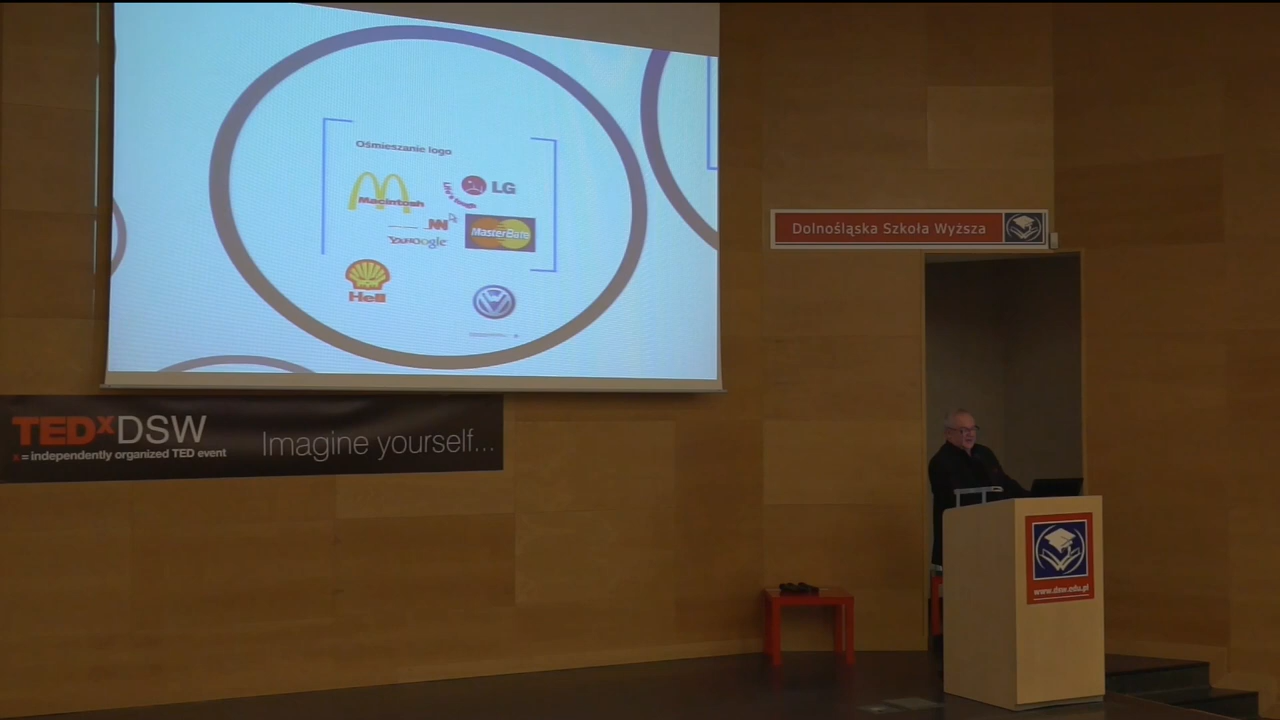 Ośmieszanie logo
Macintosh
LG
NN
YAHOOgle
MasterBate
Hell
Dolnośląska Szkoła Wyższa
TEDxDSW
x = independently organized TED event
Imagine yourself...
www.dsw.edu.pl